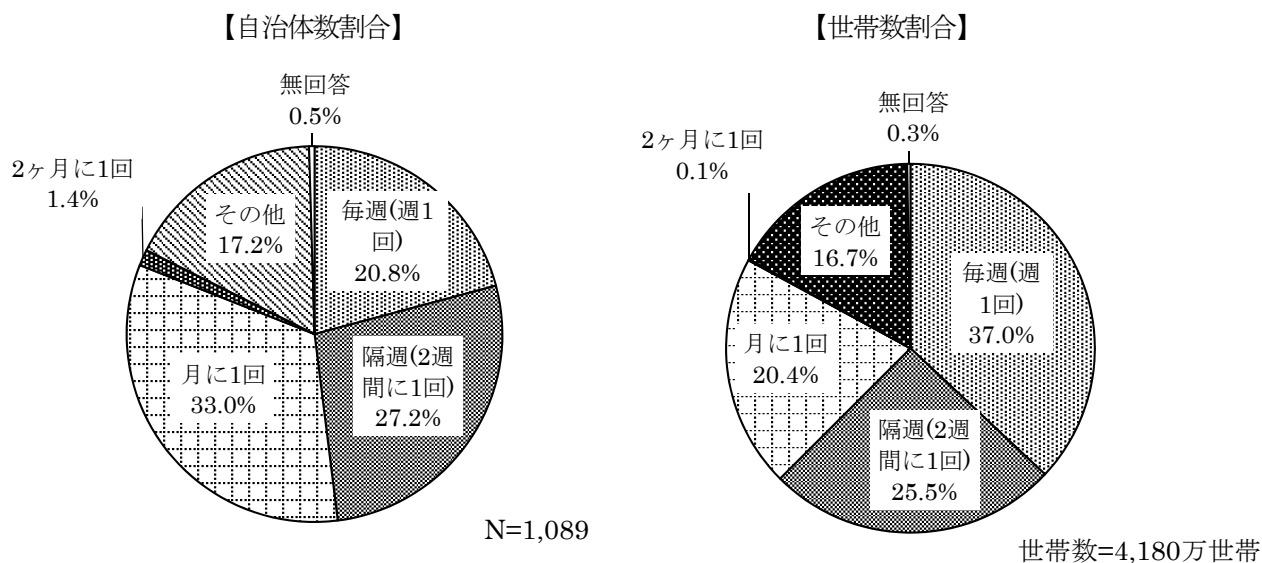 【自治体数割合】
無回答
0.5%
毎週(週1
回)
20.8%
隔週(2週
間に1回)
27.2%
月に1回
33.0%
2ヶ月に1回
1.4%
その他
17.2%
N=1,089
【世帯数割合】
無回答
0.3%
毎週(週
1回)
37.0%
隔週(2週
間に1回)
25.5%
月に1回
20.4%
2ヶ月に1回
0.1%
その他
16.7%
世帯数=4,180万世帯